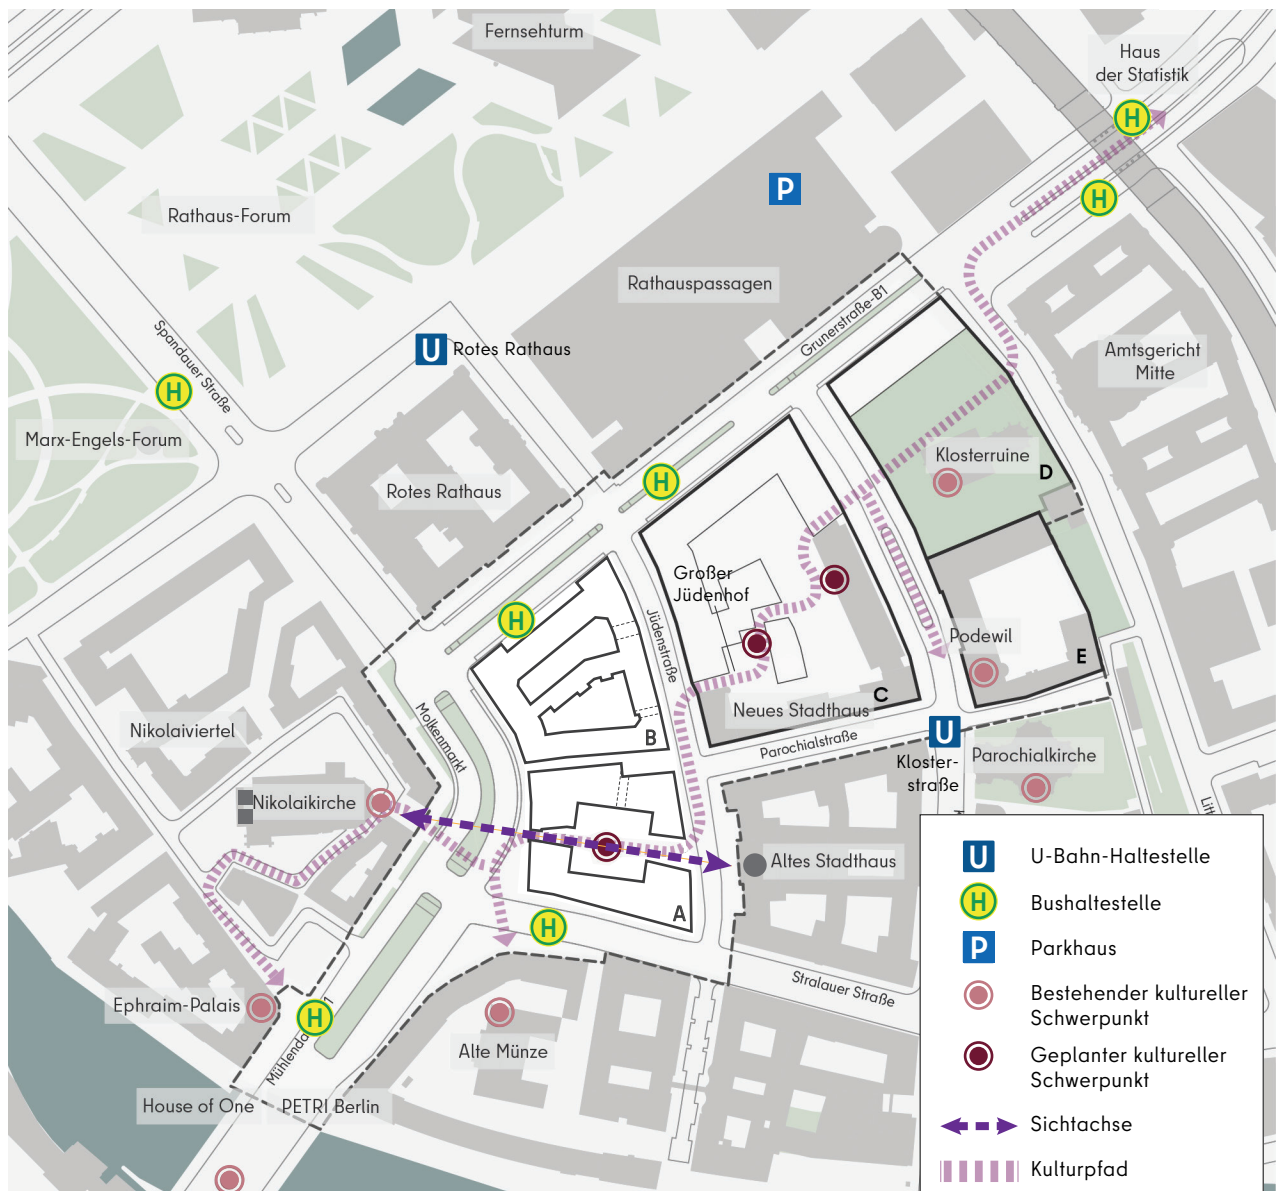 Fernsehturm
Haus
der Statistik
H
H
P
Rathaus-Forum
Rathauspassagen
Grunerstraße-B1
Spandauer Straße
U Rotes Rathaus
Amtsgericht
Mitte
H
Marx-Engels-Forum
Rotes Rathaus
H
Klosterruine
D
Großer
Jüdenhof
H
Jüdenstraße
Podewil
E
C
Neues Stadthaus
Molkenmarkt
B
Nikolaiviertel
Parochialstraße
U
Kloster-
straße
Parochialkirche
Nikolaikirche
Altes Stadthaus
A
H
Stralauer Straße
Ephraim-Palais
H
Alte Münze
House of One
PETRI Berlin
U U-Bahn-Haltestelle
H Bushaltestelle
P Parkhaus
Bestehender kultureller
Schwerpunkt
Geplanter kultureller
Schwerpunkt
Sichtachse
Kulturpfad